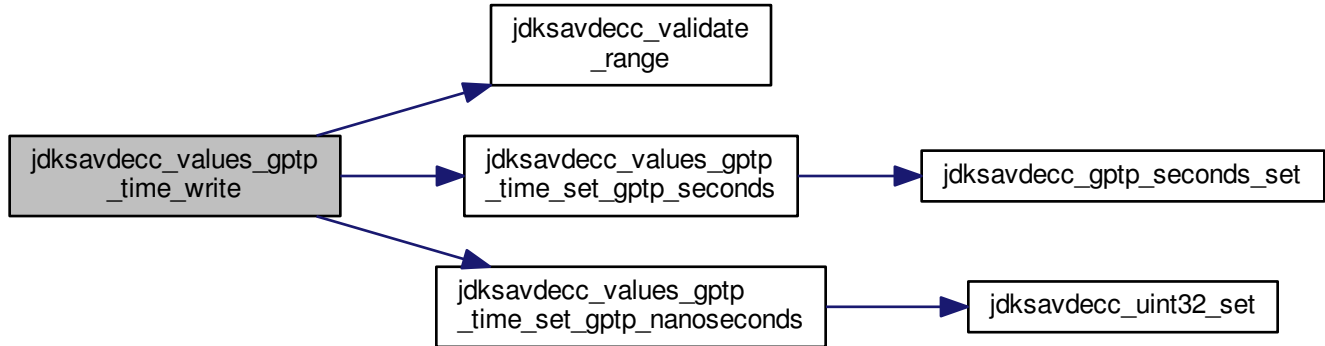 jdksavdecc_validate
_range
jdksavdecc_values_gptp
_time_write
jdksavdecc_values_gptp
_time_set_gptp_seconds
jdksavdecc_gptp_seconds_set
jdksavdecc_values_gptp
_time_set_gptp_nanoseconds
jdksavdecc_uint32_set